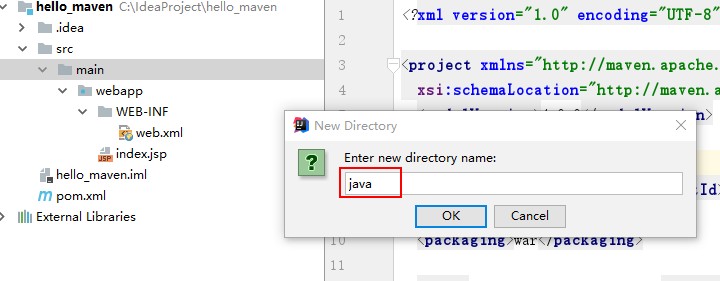 hello_maven C:\IdeaProject\hello_maven
.idea
src
main
webapp
WEB-INF
web.xml
index.jsp
hello_maven.iml
pom.xml
External Libraries
1
<?xml version="1.0" encoding="UTF-8"
2
3
<project xmlns="http://maven.apache.
4
xsi:schemaLocation="http://maven.a
New Directory
?
Enter new directory name:
java
OK
Cancel
tId
10
<packaging>war</packaging>
11